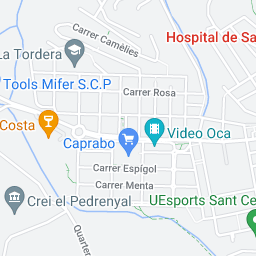 Carrer Camèlies
Hospital de Sa
La Tordera
Tools Mifer S.C.P
Carrer Rosa
Costa
Video Oca
Caprabo
Carrer Espígol
Carrer Menta
Crei el Pedrenyal
UEsports Sant Ce
Quarter